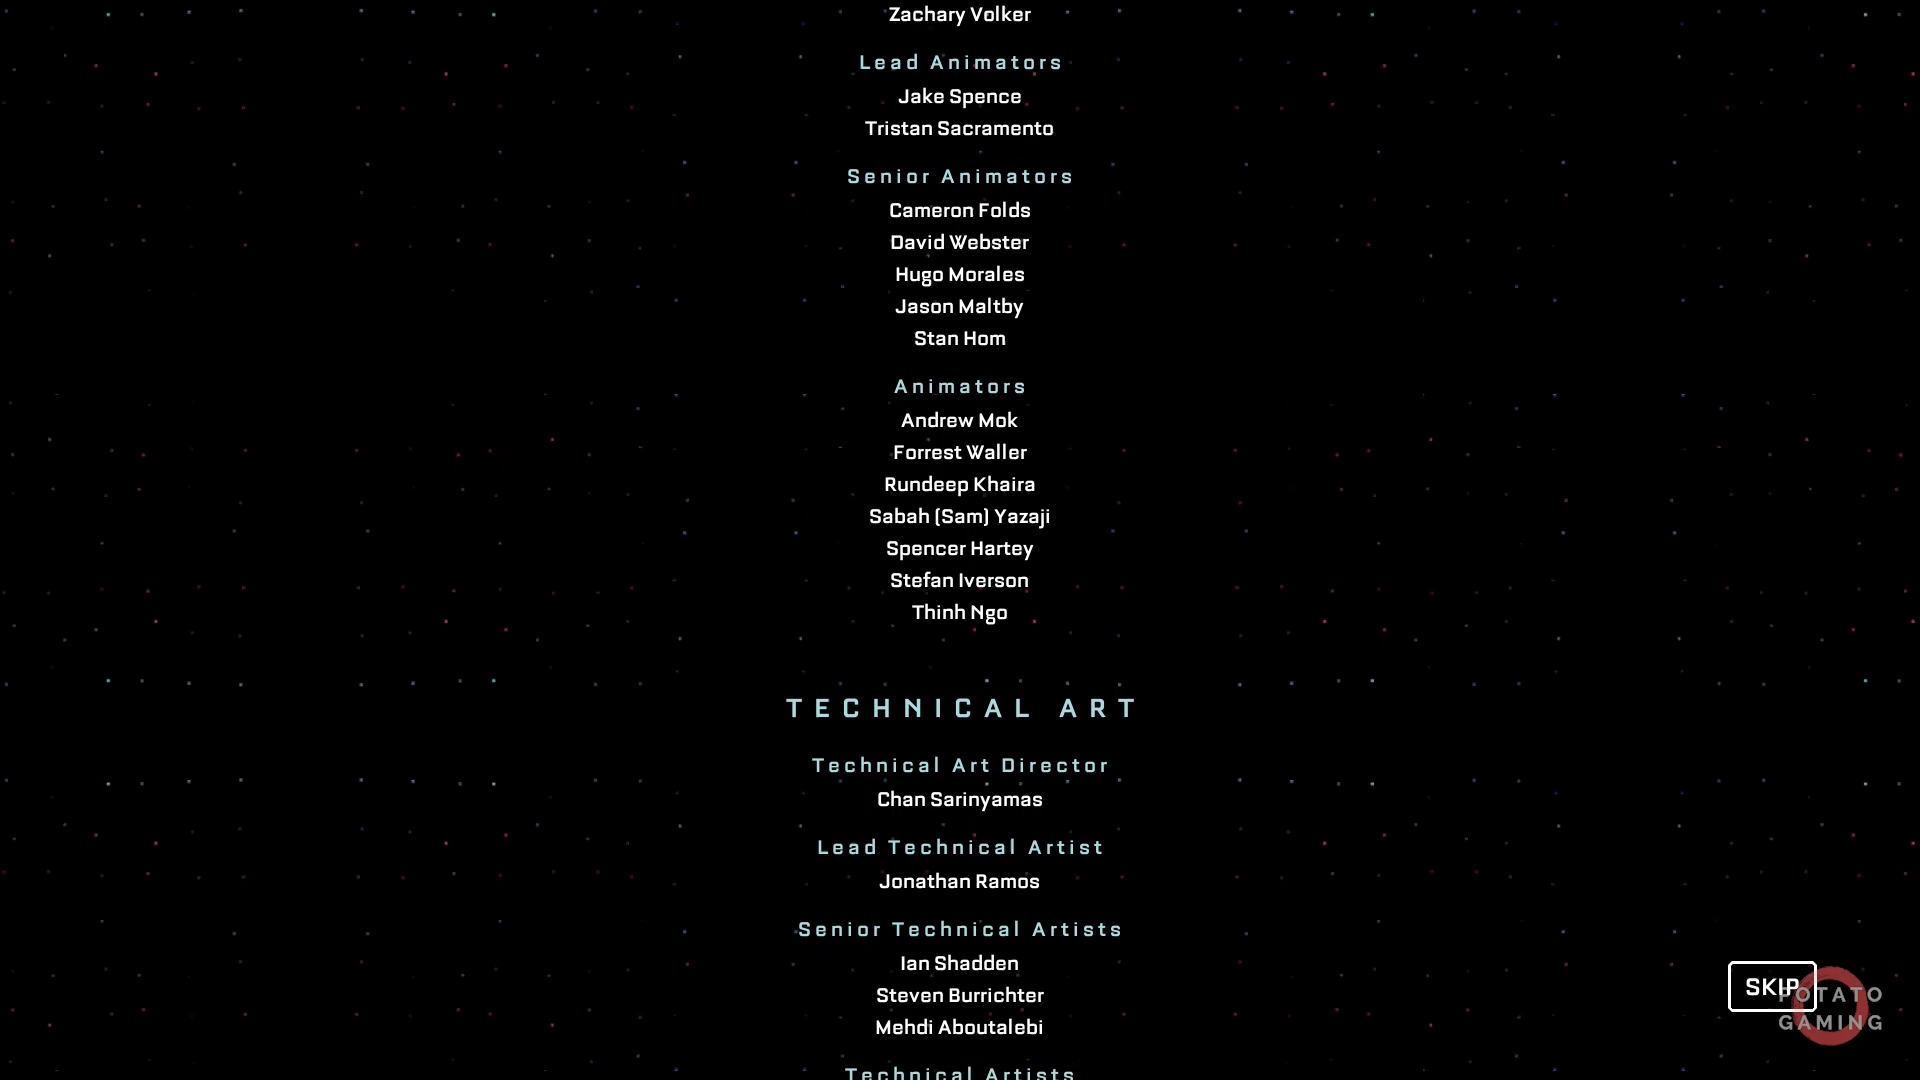 Zachary Volker
Lead Animators
Jake Spence
Tristan Sacramento
Senior Animators
Cameron Folds
David Webster
Hugo Morales
Jason Maltby
Stan Hom
Animators
Andrew Mok
Forrest Waller
Rundeep Khaira
Sabah (Sam) Yazaji
Spencer Hartey
Stefan Iverson
Thinh Ngo
TECHNICAL ART
Technical Art Director
Chan Sarinyamas
Lead Technical Artist
Jonathan Ramos
Senior Technical Artists
Ian Shadden
Steven Burrichter
Mehdi Aboutalebi
Technical Artists
SKIP
POTATO
GAMING